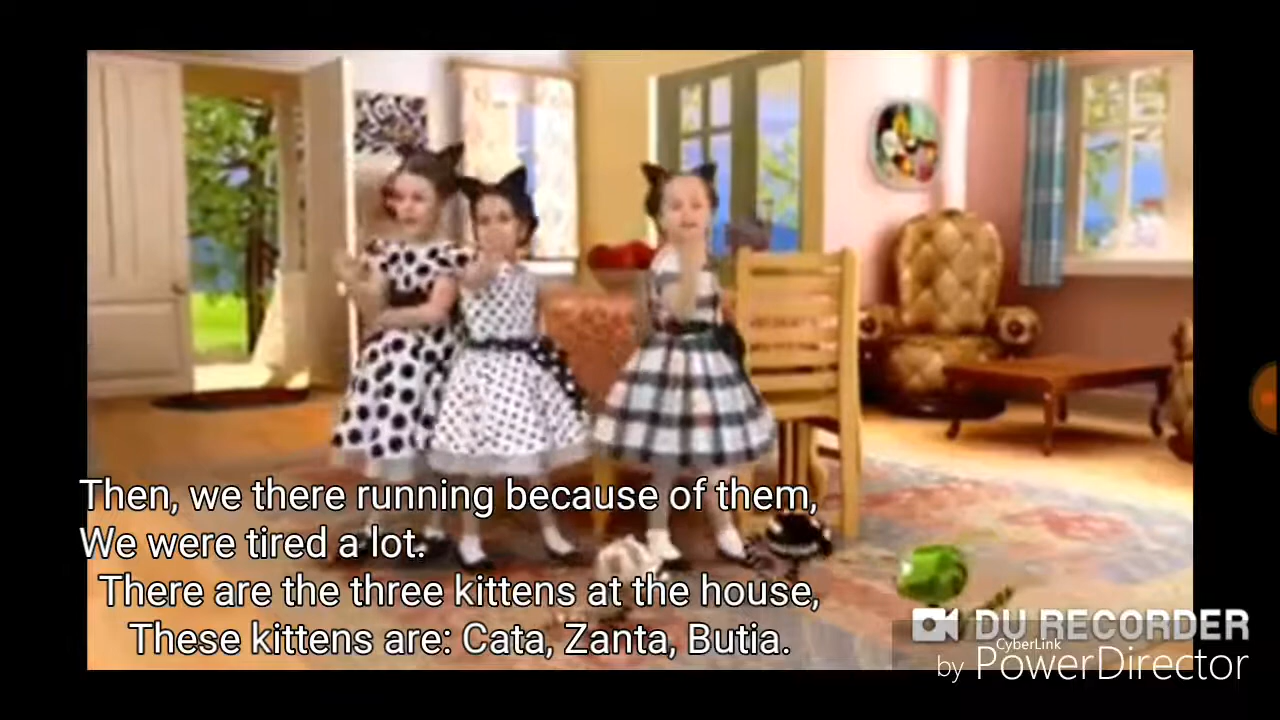 Then, we there running because of them,
We were tired a lot.
There are the three kittens at the house,
These kittens are: Cata, Zanta, Butia.
DU RECORDER
CyberLink
by PowerDirector